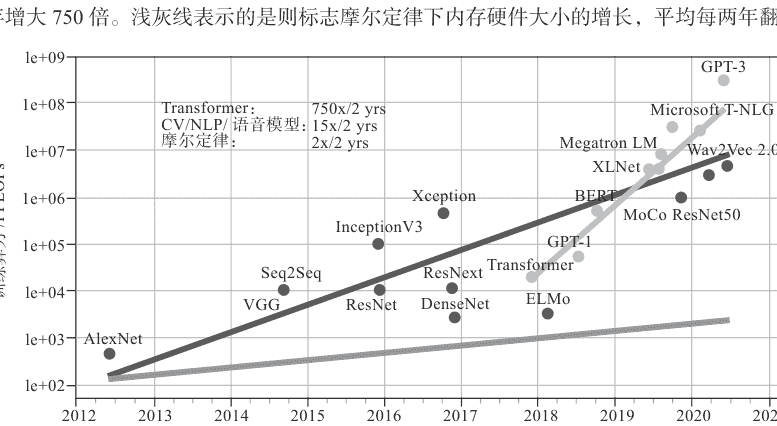 增大 750 倍。浅灰线表示的是则标志摩尔定律下内存硬件大小的增长，平均每两年翻
1e+09
GPT-3
1e+08
Transformer： 750x/2 yrs
Microsoft T-NLG
CV/NLP/ 语音模型：15x/2 yrs
摩尔定律： 2x/2 yrs
1e+07
Megatron LM
Wav2Vec 2.0
XLNet
1e+06
Xception
BERT
MoCo ResNet50
InceptionV3
1e+05
GPT-1
Seq2Seq
ResNext
Transformer
1e+04
VGG
ResNet
DenseNet
ELMo
1e+03
AlexNet
1e+02
2012 2013 2014 2015 2016 2017 2018 2019 2020